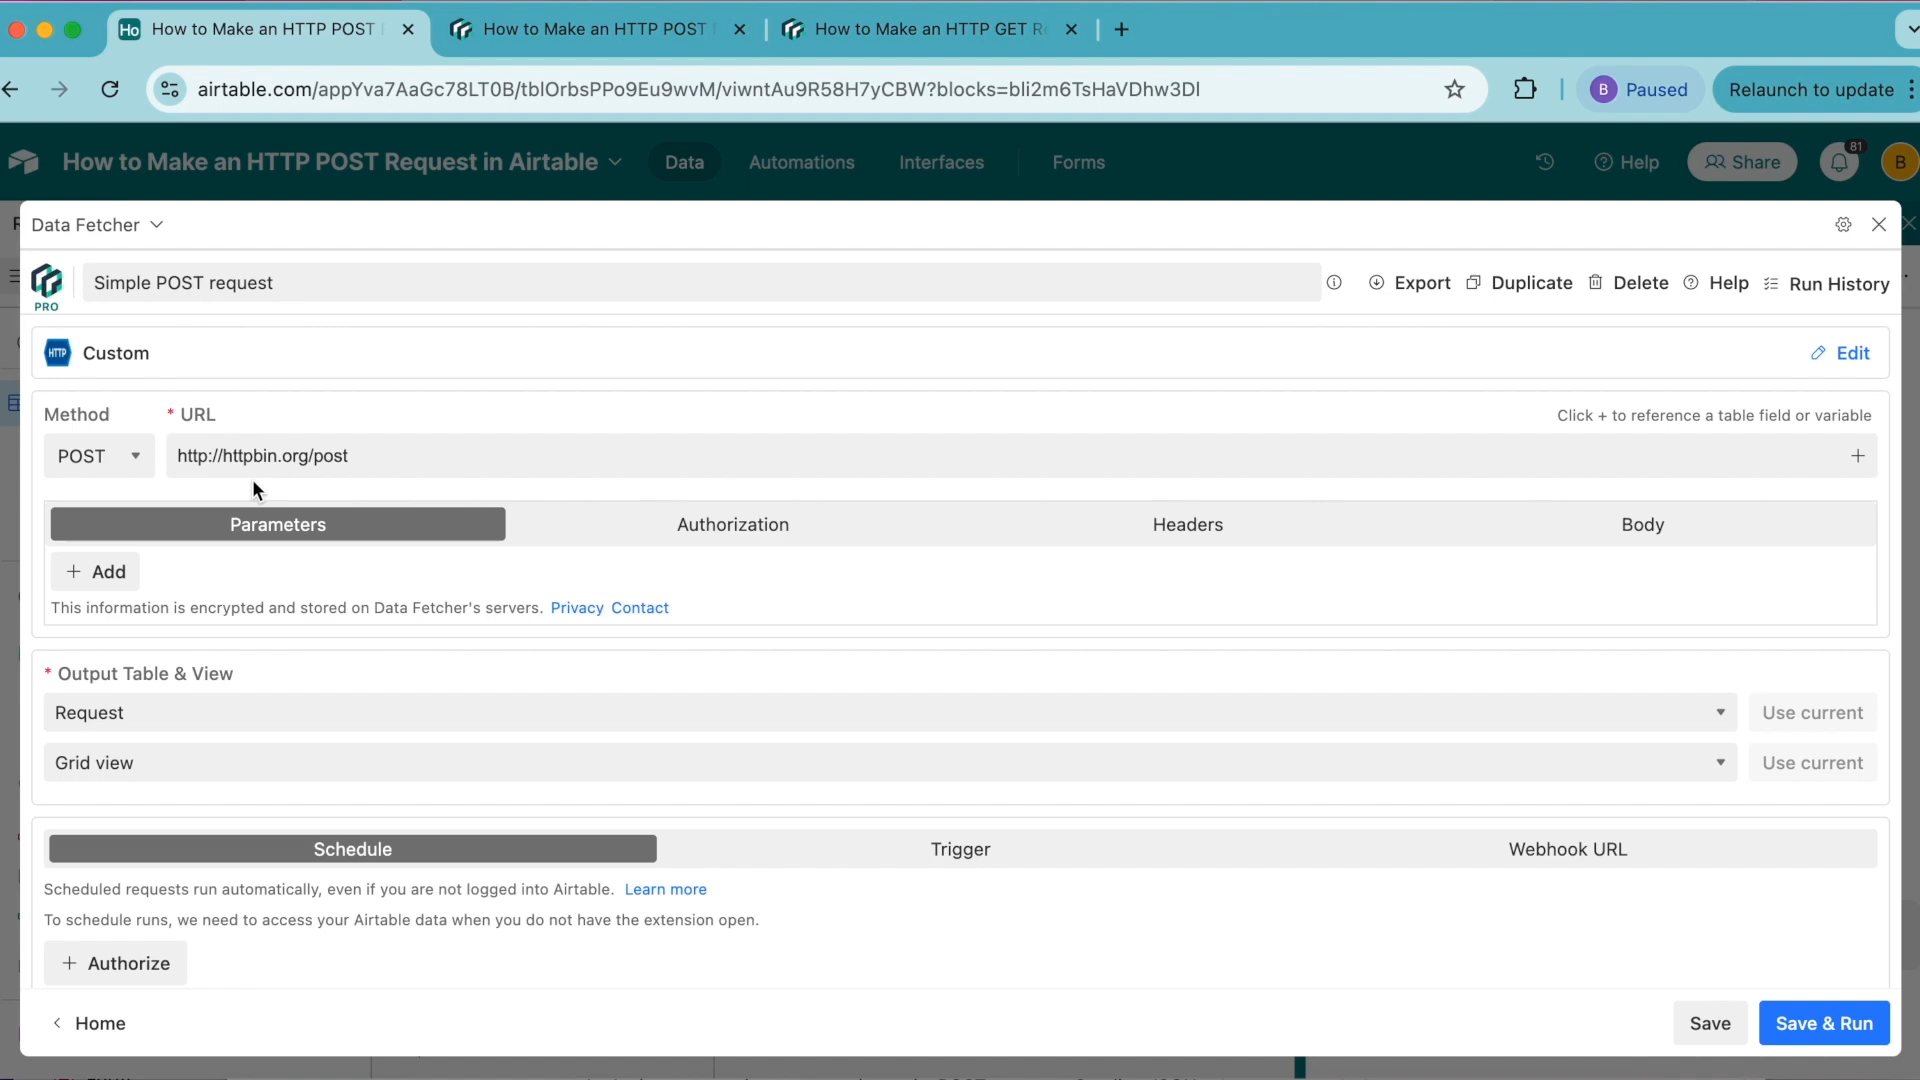 Ho How to Make an HTTP POST
How to Make an HTTP POST
How to Make an HTTP GET Re
airtable.com/appYva7AaGc78LT0B/tblOrbsPPo9Eu9wvM/viwntAu9R58H7yCBW?blocks=bli2m6TsHaVDhw3Dl
B Paused
Relaunch to update
How to Make an HTTP POST Request in Airtable
Data
Automations
Interfaces
Forms
Help
Share
81
B
Data Fetcher
PRO
Simple POST request
Export
Duplicate
Delete
Help
Run History
HTTP Custom
Edit
Method
* URL
Click + to reference a table field or variable
POST
http://httpbin.org/post
Parameters
Authorization
Headers
Body
+ Add
This information is encrypted and stored on Data Fetcher's servers. Privacy Contact
* Output Table & View
Request
Use current
Grid view
Use current
Schedule
Trigger
Webhook URL
Scheduled requests run automatically, even if you are not logged into Airtable. Learn more
To schedule runs, we need to access your Airtable data when you do not have the extension open.
+ Authorize
< Home
Save
Save & Run